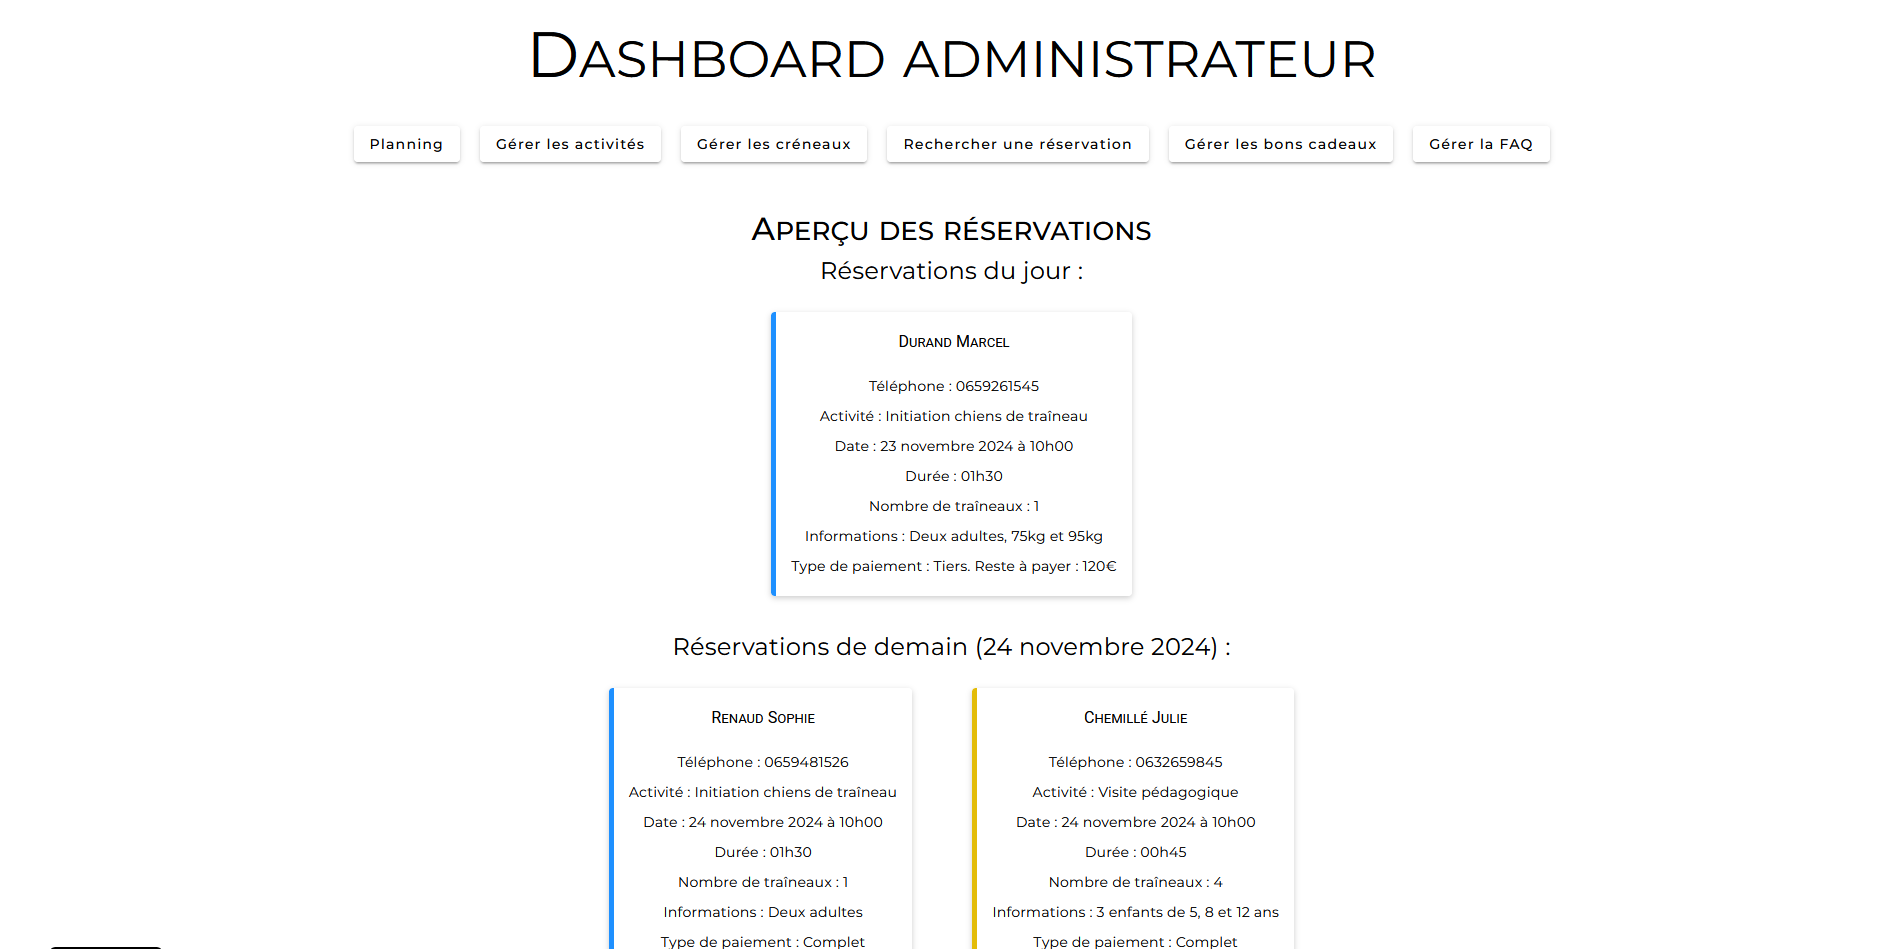 Dashboard administrateur
Planning
Gérer les activités
Gérer les créneaux
Rechercher une réservation
Gérer les bons cadeaux
Gérer la FAQ
Aperçu des réservations
Réservations du jour :
Durand Marcel
Téléphone : 0659261545
Activité : Initiation chiens de traîneau
Date : 23 novembre 2024 à 10h00
Durée : 01h30
Nombre de traîneaux : 1
Informations : Deux adultes, 75kg et 95kg
Type de paiement : Tiers. Reste à payer : 120€
Réservations de demain (24 novembre 2024) :
Renaud Sophie
Téléphone : 0659481526
Activité : Initiation chiens de traîneau
Date : 24 novembre 2024 à 10h00
Durée : 01h30
Nombre de traîneaux : 1
Informations : Deux adultes
Type de paiement : Complet
Chemillé Julie
Téléphone : 0632659845
Activité : Visite pédagogique
Date : 24 novembre 2024 à 10h00
Durée : 00h45
Nombre de traîneaux : 4
Informations : 3 enfants de 5, 8 et 12 ans
Type de paiement : Complet